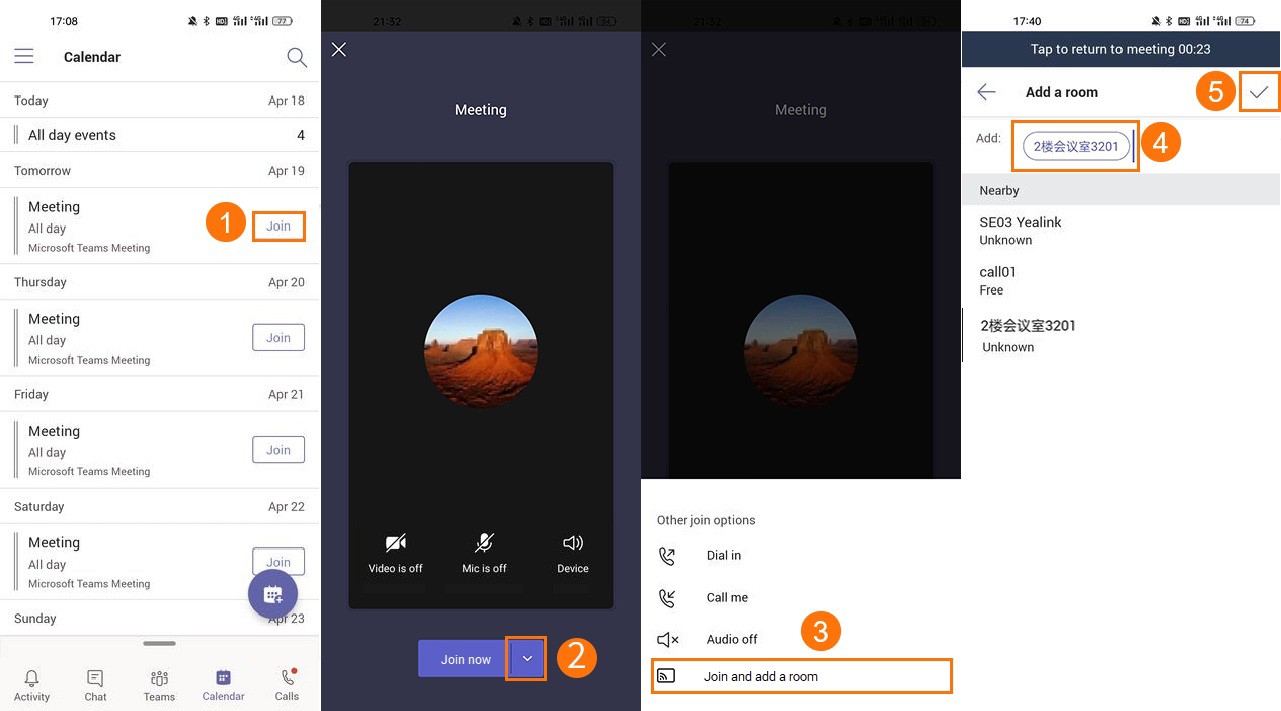 17:08
77
Calendar
Today
Apr 18
All day events
4
Tomorrow
Apr 19
Meeting
All day
Microsoft Teams Meeting
1
Join
Thursday
Apr 20
Meeting
All day
Microsoft Teams Meeting
Join
Friday
Apr 21
Meeting
All day
Microsoft Teams Meeting
Join
Saturday
Apr 22
Meeting
All day
Microsoft Teams Meeting
Join
Sunday
Apr 23
Activity
Chat
Teams
Calendar
Calls
21:32
Meeting
Video is off
Mic is off
Device
Join now
2
21:32
Meeting
Other join options
Dial in
Call me
Audio off
3
Join and add a room
17:40
74
Tap to return to meeting 00:23
Add a room
5
Add:
2楼会议室3201
4
Nearby
SE03 Yealink
Unknown
call01
Free
2楼会议室3201
Unknown